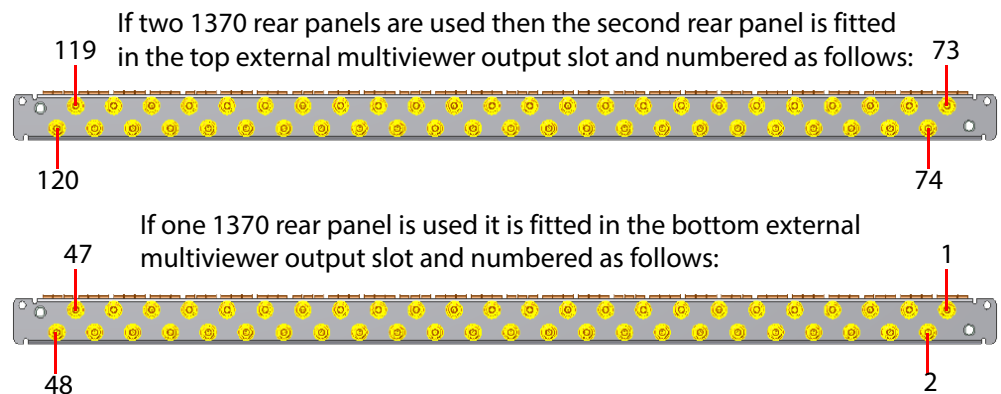 If two 1370 rear panels are used then the second rear panel is fitted
in the top external multiviewer output slot and numbered as follows:
119
73
120
74
If one 1370 rear panel is used it is fitted in the bottom external
multiviewer output slot and numbered as follows:
47
1
48
2